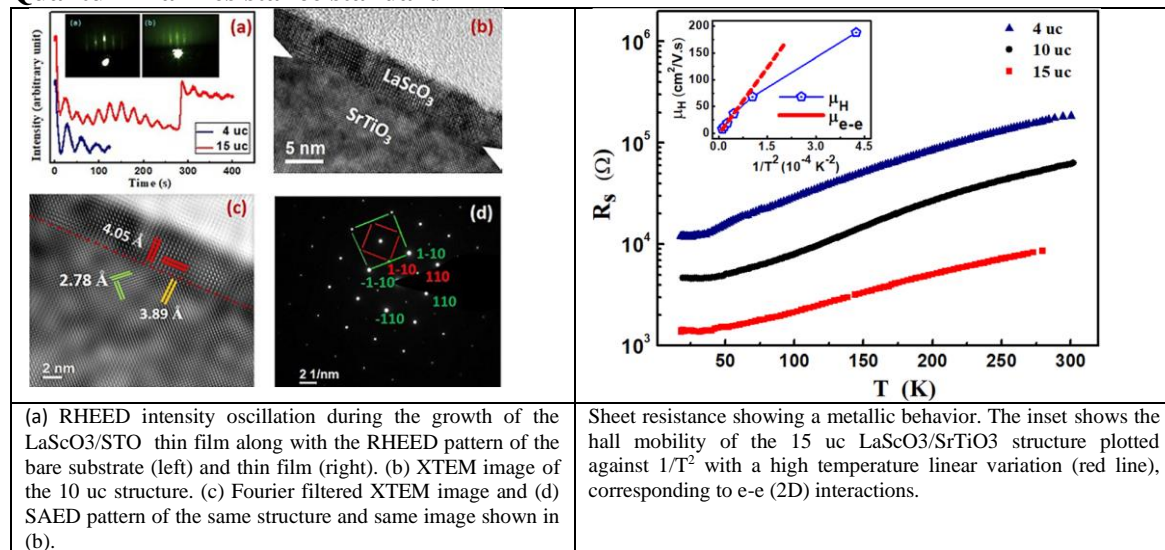 (a)
(e)
(b)
Intensity (arbitrary unit)
4 uc
15 uc
0 100 200 300 400
Time (s)
(b)
LaScO₃
SrTiO₃
5 nm
(c)
4.05 Å
2.78 Å
3.89 Å
2 nm
(d)
1-10
1-10
110
-1-10
110
-110
2 1/nm
10⁶
10⁵
10⁴
10³
Rs (Ω)
50 100 150 200 250 300
T (K)
4 uc
10 uc
15 uc
200
150
100
50
0
μH (cm²/V.s)
0.0 1.5 3.0 4.5
1/T² (10⁻⁴ K⁻²)
μH
μe-e
(a) RHEED intensity oscillation during the growth of the
LaScO3/STO thin film along with the RHEED pattern of the
bare substrate (left) and thin film (right). (b) XTEM image of
the 10 uc structure. (c) Fourier filtered XTEM image and (d)
SAED pattern of the same structure and same image shown in
(b).
Sheet resistance showing a metallic behavior. The inset shows the
hall mobility of the 15 uc LaScO3/SrTiO3 structure plotted
against 1/T² with a high temperature linear variation (red line),
corresponding to e-e (2D) interactions.